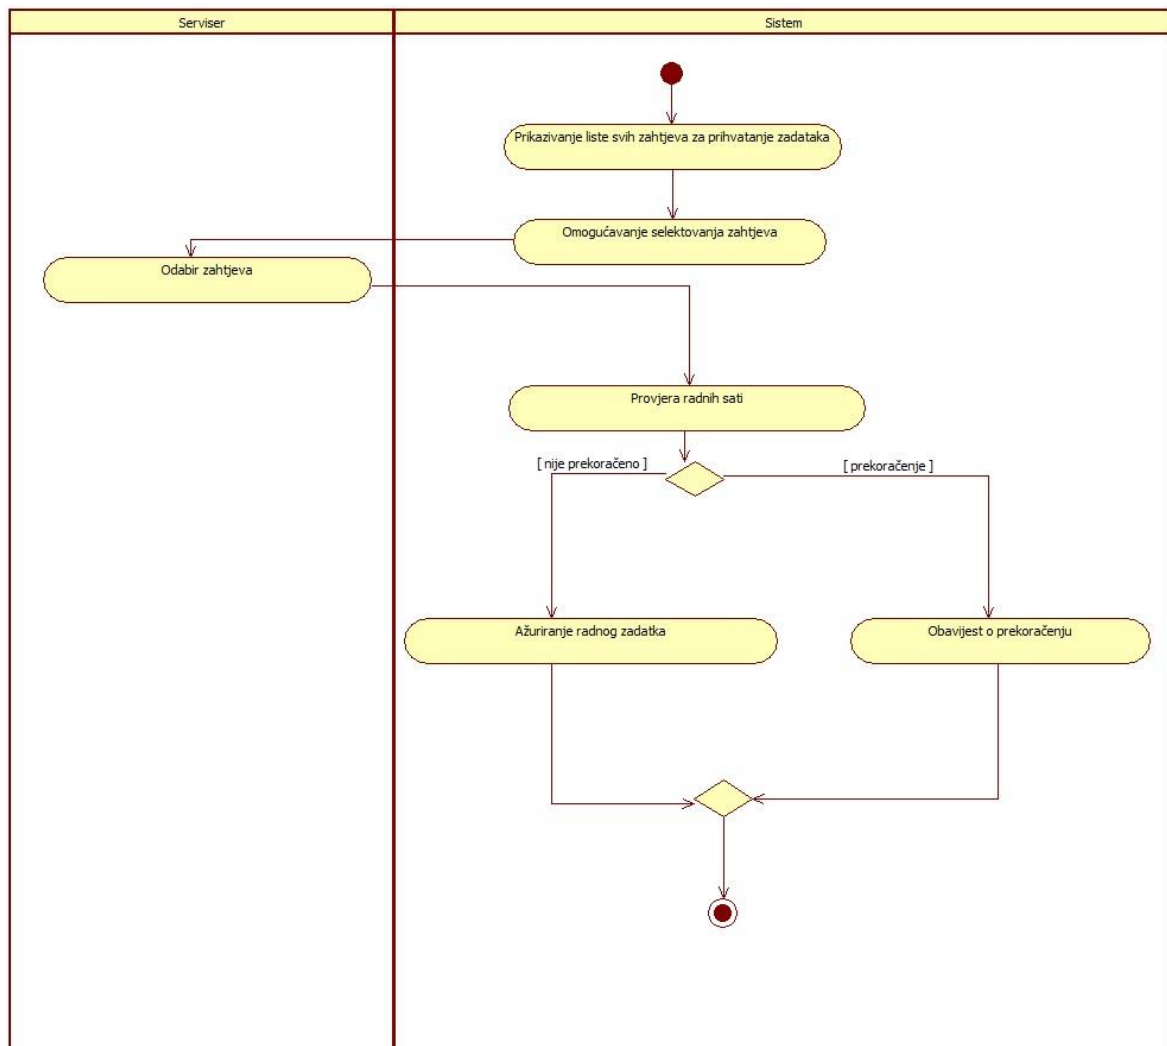 Serviser
Sistem
Prikazivanje liste svih zahtjeva za prihvatanje zadataka
Omogućavanje selektovanja zahtjeva
Odabir zahtjeva
Provjera radnih sati
[ nije prekoračeno ]
[ prekoračenje ]
Ažuriranje radnog zadatka
Obavijest o prekoračenju